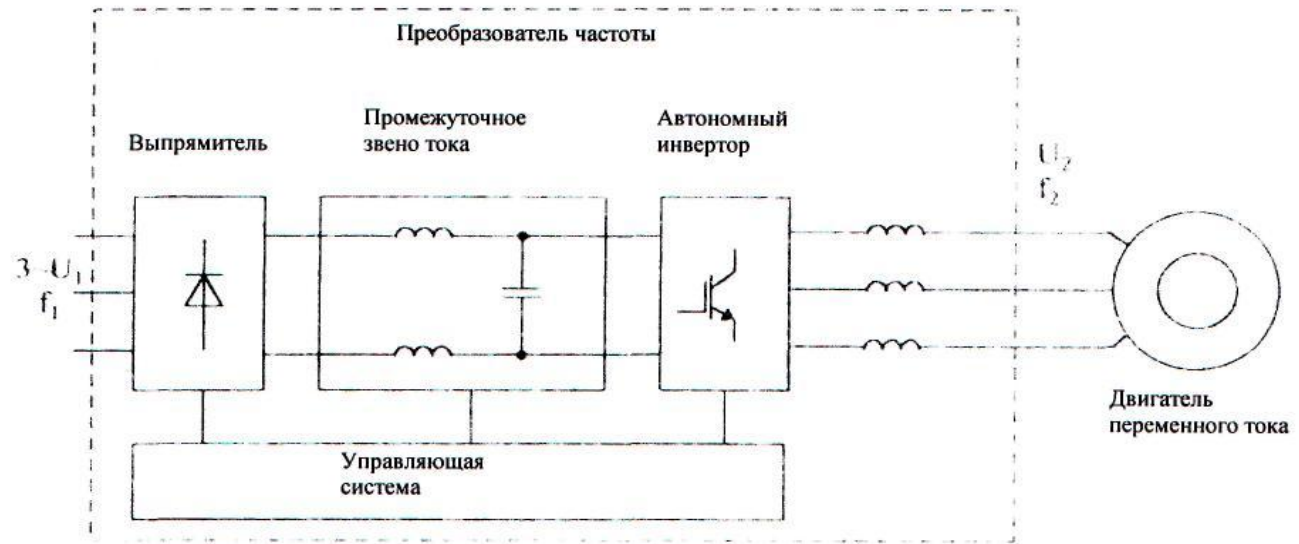 Преобразователь частоты
Промежуточное
звено тока
Автономный
инвертор
Выпрямитель
U₂
f₂
3~U₁
f₁
Двигатель
переменного тока
Управляющая
система